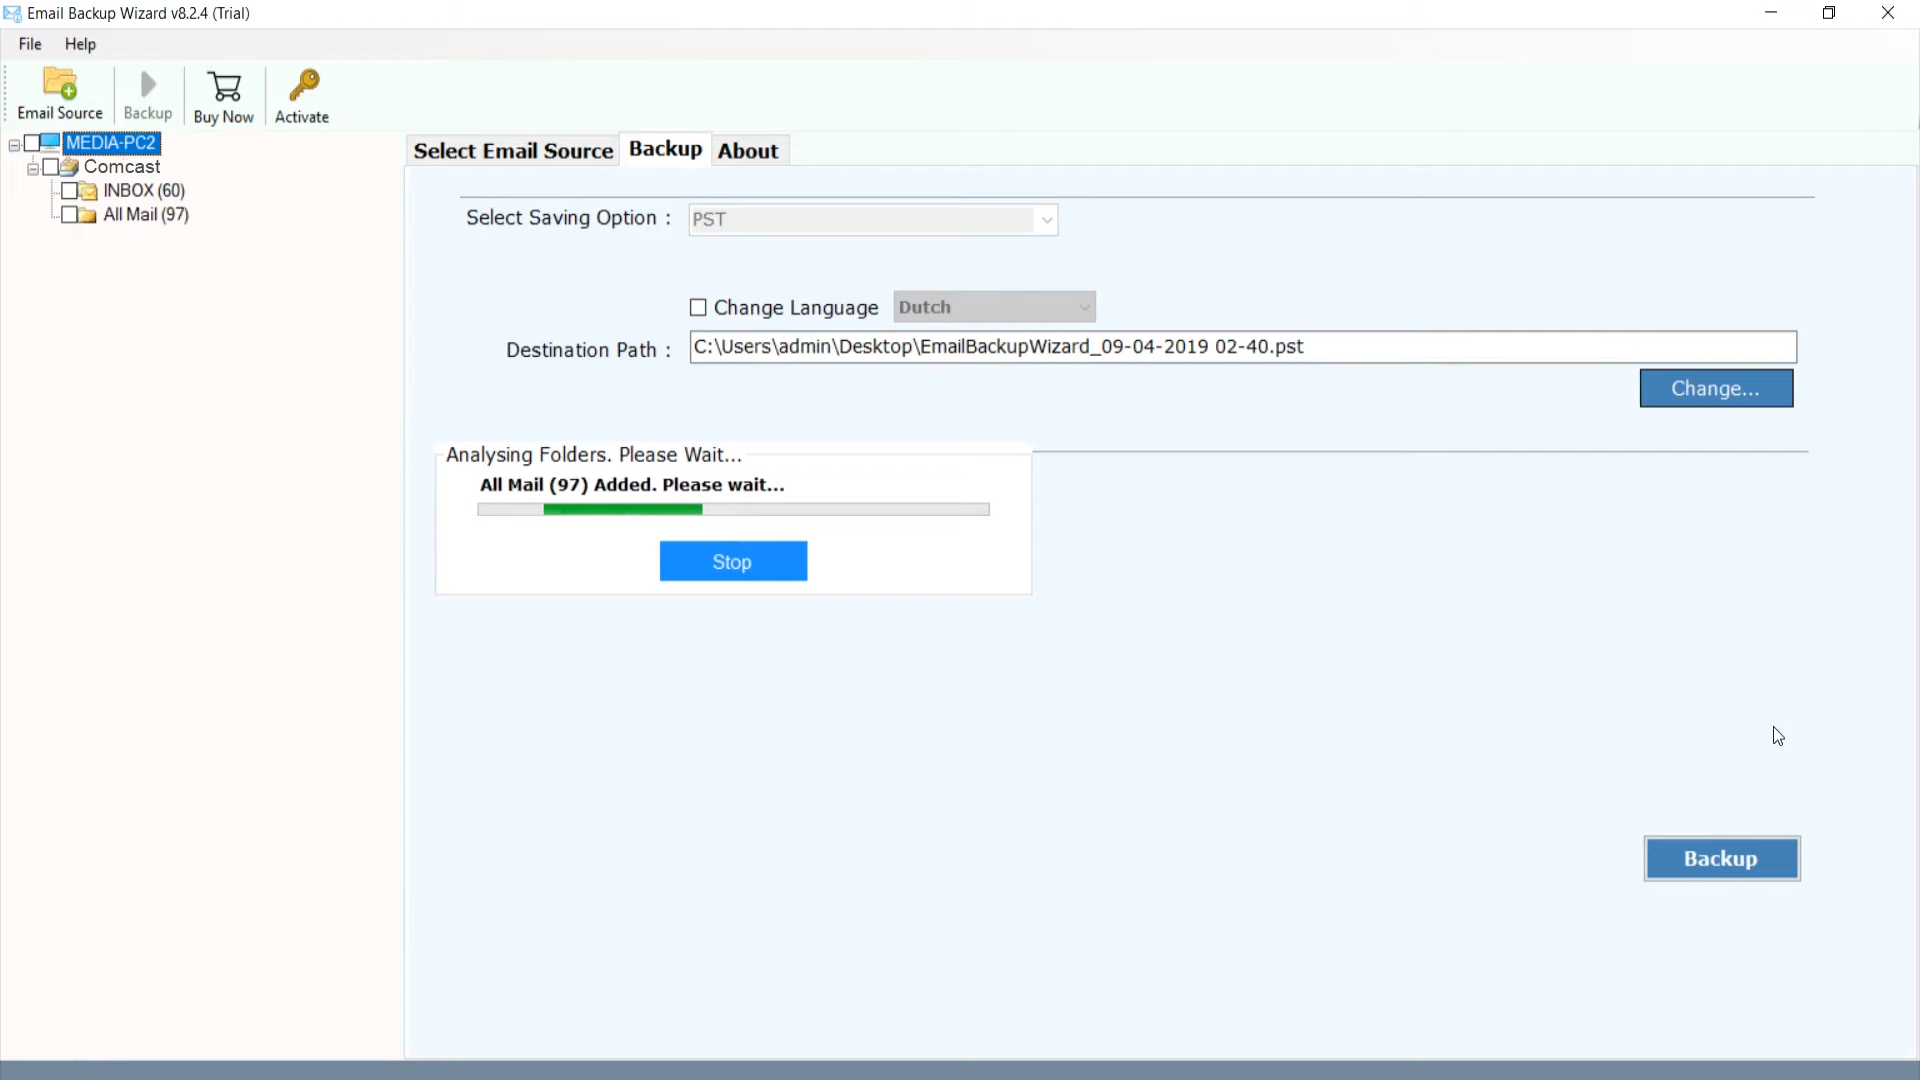 Email Backup Wizard v8.2.4 (Trial)
File Help
Email Source Backup Buy Now Activate
MEDIA-PC2
Comcast
INBOX (60)
All Mail (97)
Select Email Source Backup About
Select Saving Option : PST
Change Language Dutch
Destination Path : C:\Users\admin\Desktop\EmailBackupWizard_09-04-2019 02-40.pst
Change...
Analysing Folders. Please Wait...
All Mail (97) Added. Please wait...
Stop
Backup